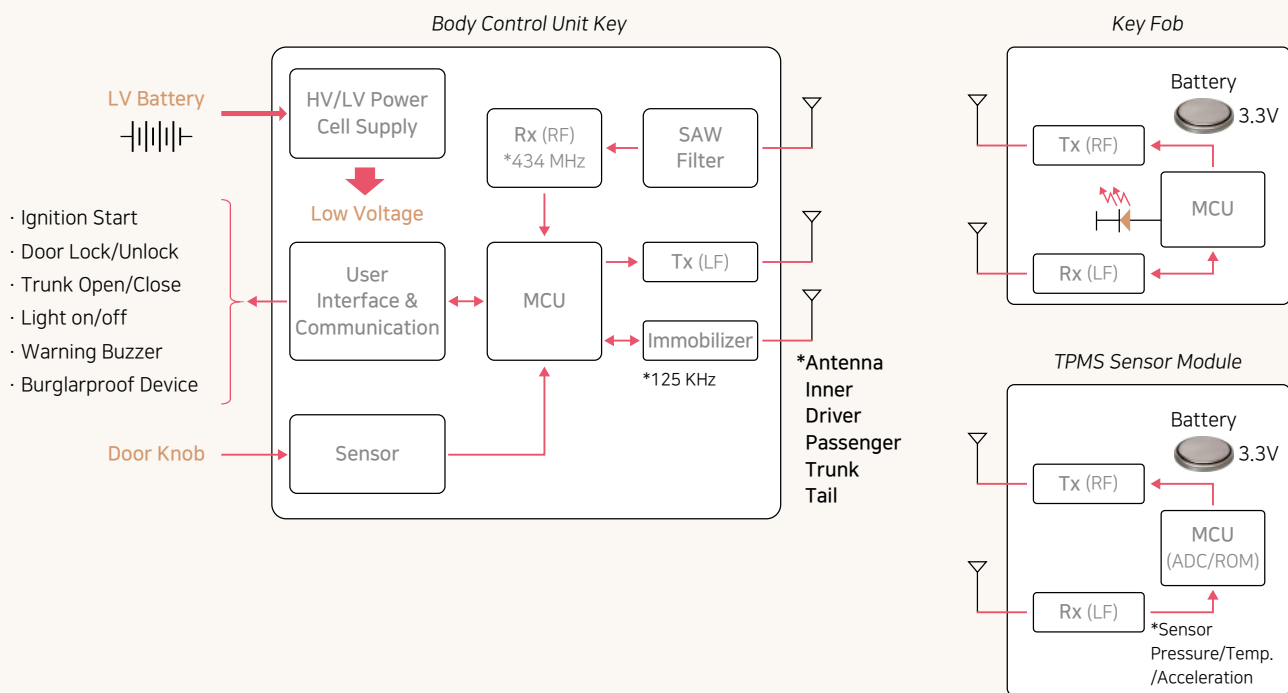 Body Control Unit Key
LV Battery
HV/LV Power
Cell Supply
Low Voltage
Rx (RF)
*434 MHz
SAW
Filter
· Ignition Start
· Door Lock/Unlock
· Trunk Open/Close
· Light on/off
· Warning Buzzer
· Burglarproof Device
User
Interface &
Communication
MCU
Tx (LF)
Immobilizer
*125 KHz
*Antenna
Inner
Driver
Passenger
Trunk
Tail
Door Knob
Sensor
Key Fob
Battery
3.3V
Tx (RF)
MCU
Rx (LF)
TPMS Sensor Module
Battery
3.3V
Tx (RF)
MCU
(ADC/ROM)
Rx (LF)
*Sensor
Pressure/Temp.
/Acceleration